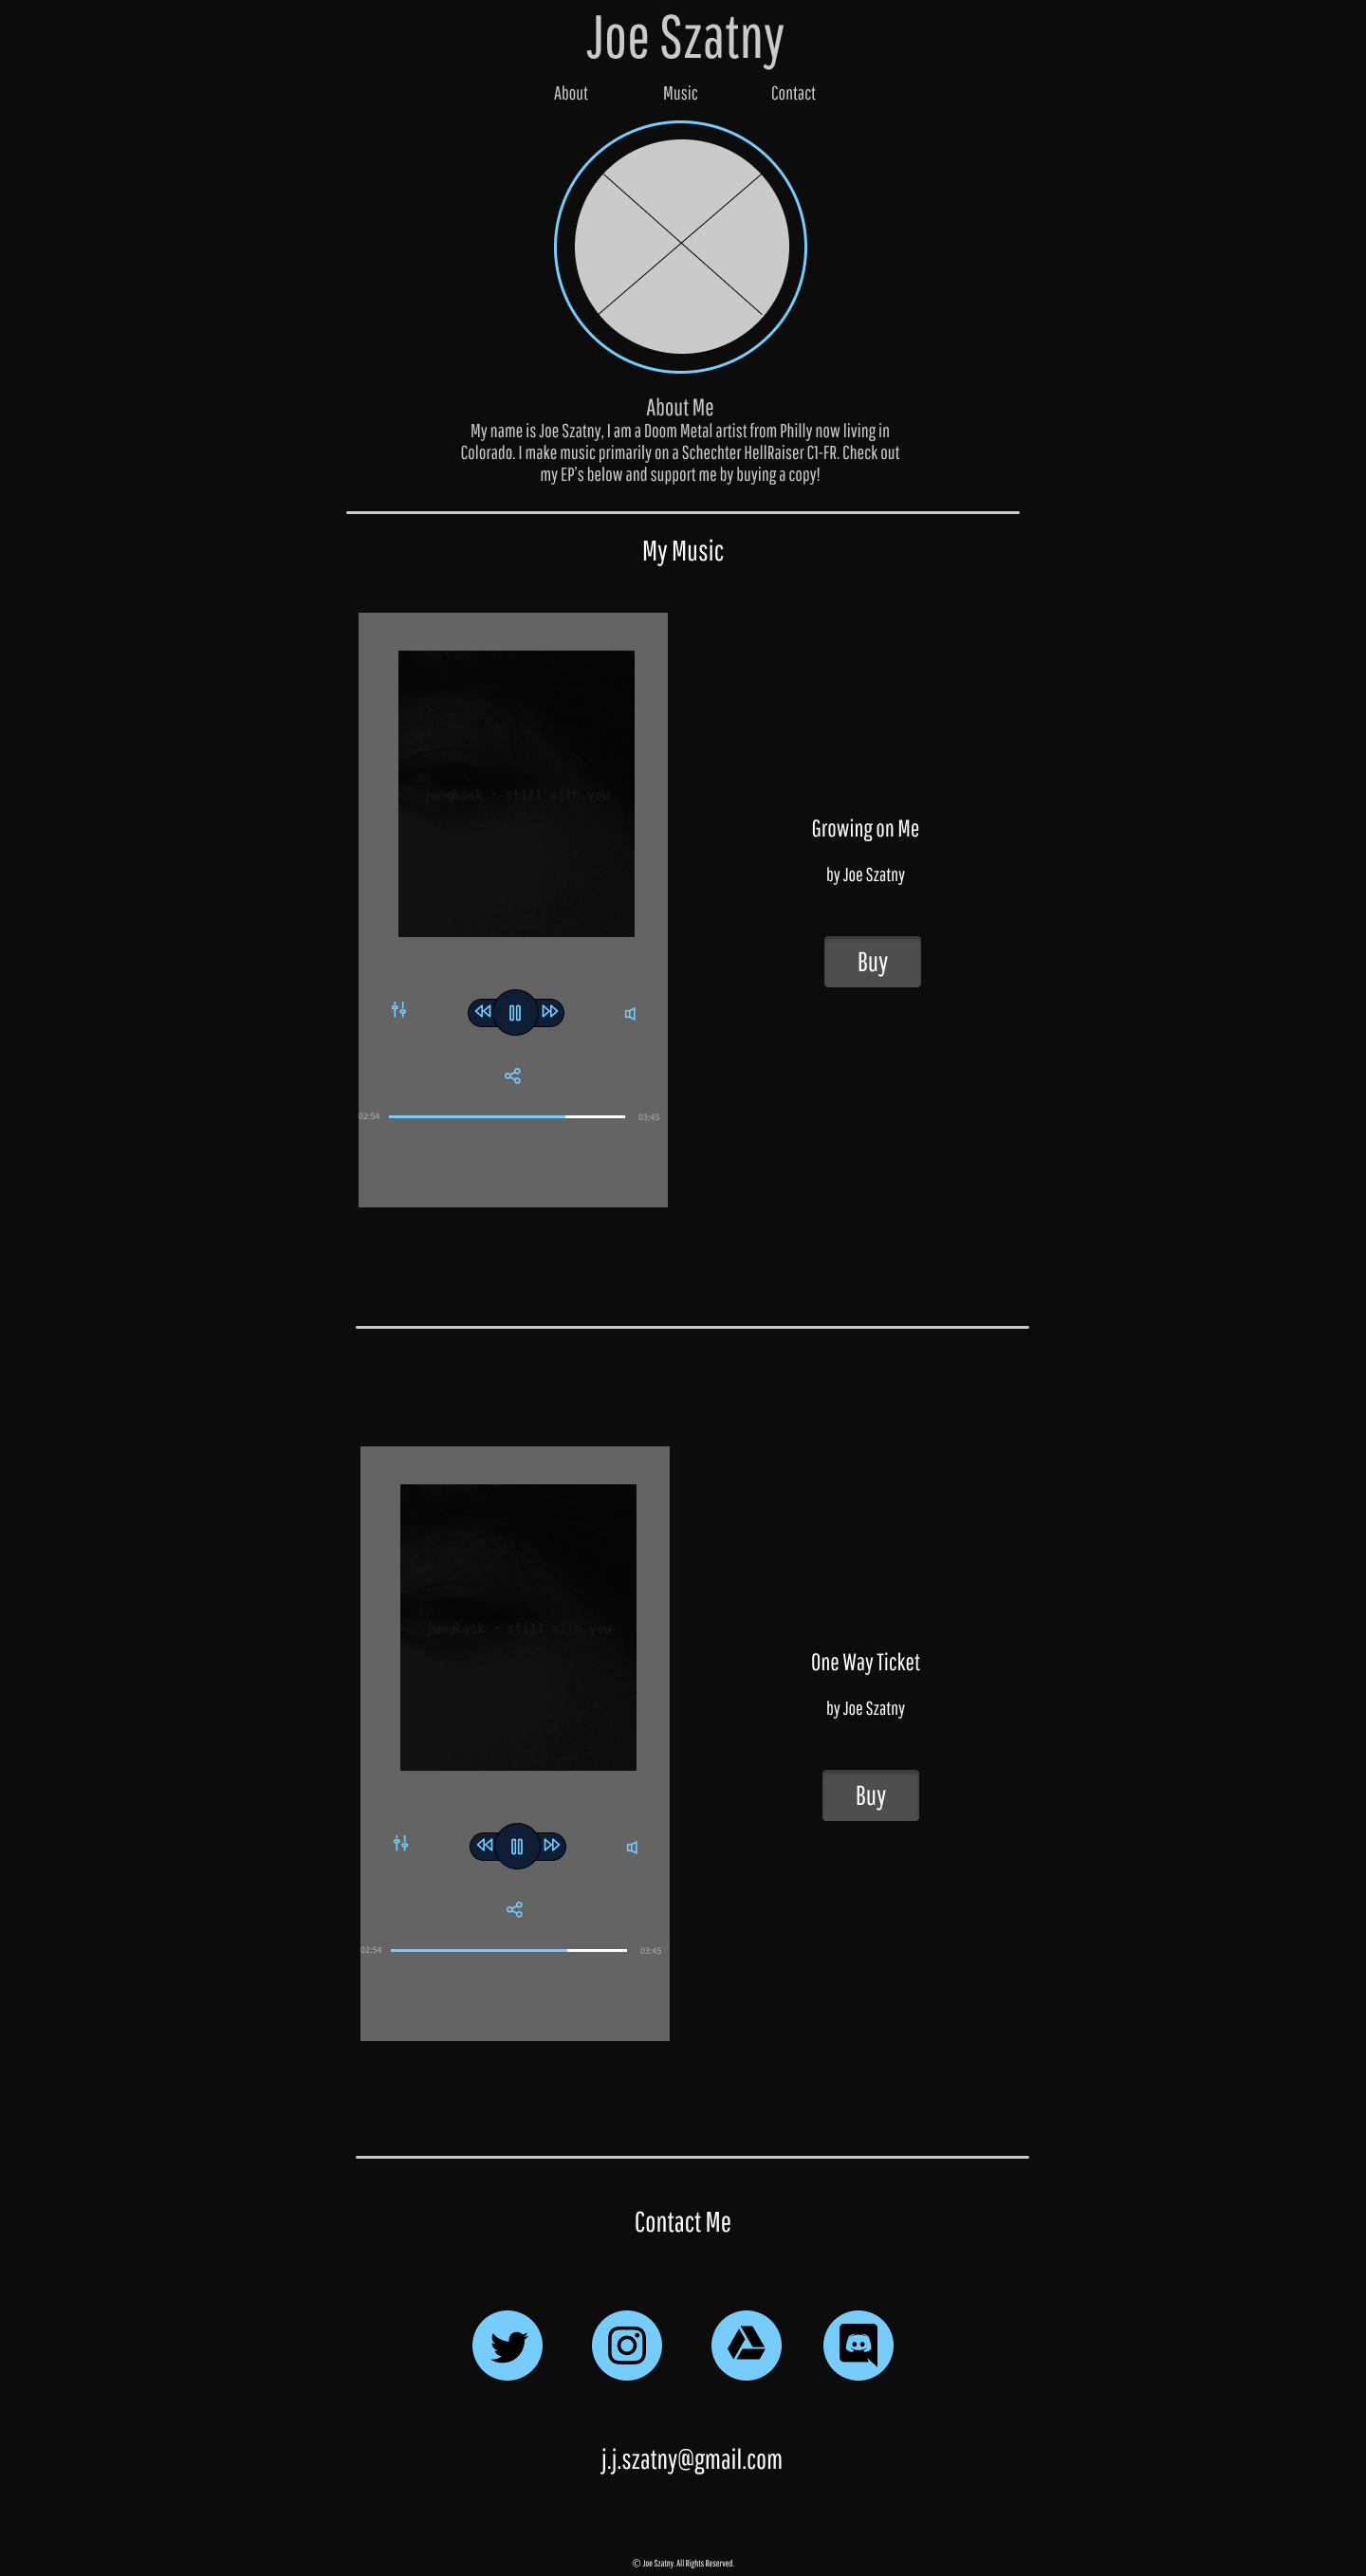 Joe Szatny
About Music Contact
About Me
My name is Joe Szatny, I am a Doom Metal artist from Philly now living in
Colorado. I make music primarily on a Schechter HellRaiser C1-FR. Check out
my EP's below and support me by buying a copy!
My Music
jungkook - still with you
Growing on Me
by Joe Szatny
Buy
02:54
03:45
jungkook - still with you
One Way Ticket
by Joe Szatny
Buy
02:54
03:45
Contact Me
j.j.szatny@gmail.com
© Joe Szatny. All Rights Reserved.